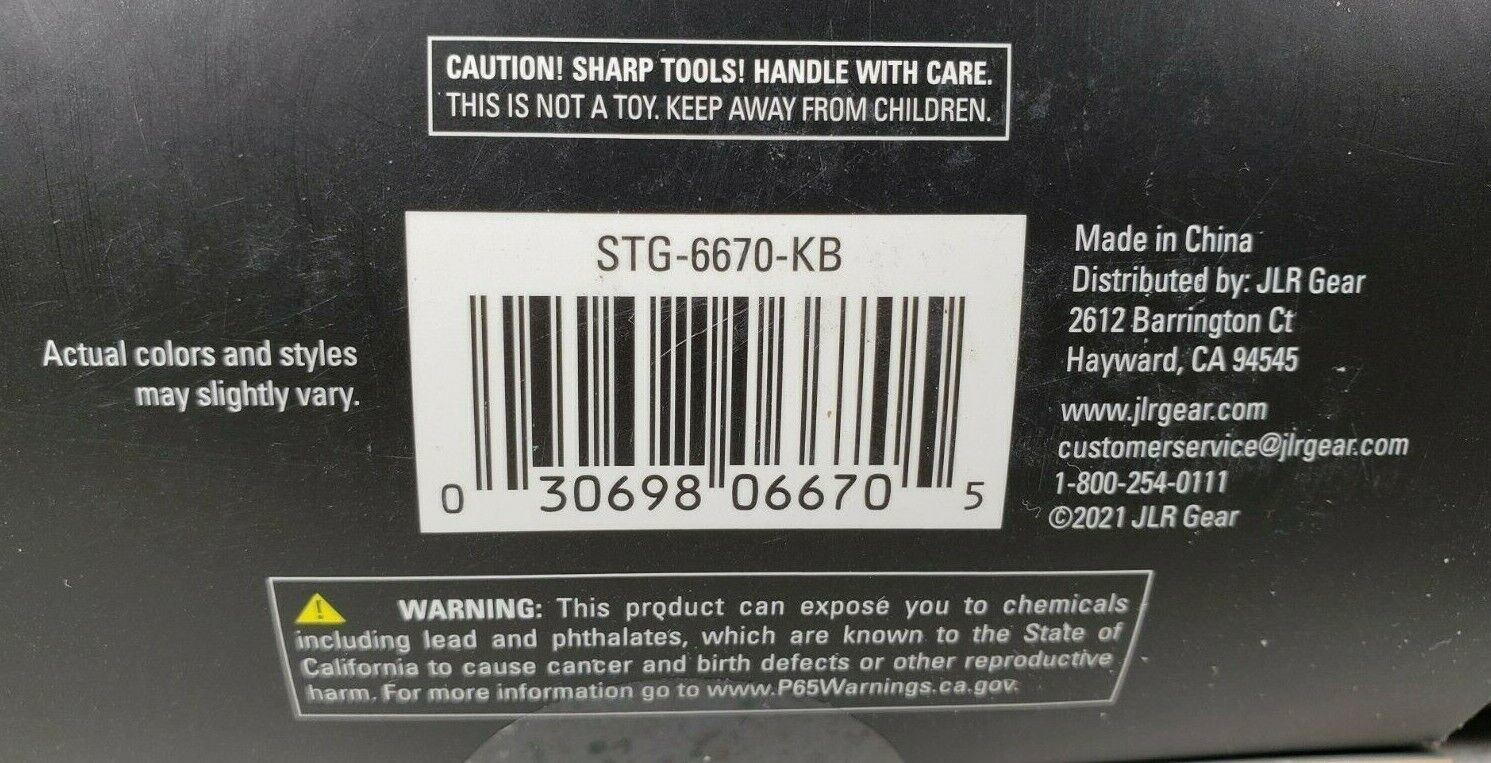 CAUTION! SHARP TOOLS! HANDLE WITH CARE.
THIS IS NOT A TOY. KEEP AWAY FROM CHILDREN.
Actual colors and styles
may slightly vary.
STG-6670-KB
0 30698 06670 5
Made in China
Distributed by: JLR Gear
2612 Barrington Ct
Hayward, CA 94545
www.jlrgear.com
customerservice@jlrgear.com
1-800-254-0111
©2021 JLR Gear
WARNING: This product can expose you to chemicals
including lead and phthalates, which are known to the State of
California to cause cancer and birth defects or other reproductive
harm. For more information go to www.P65Warnings.ca.gov.